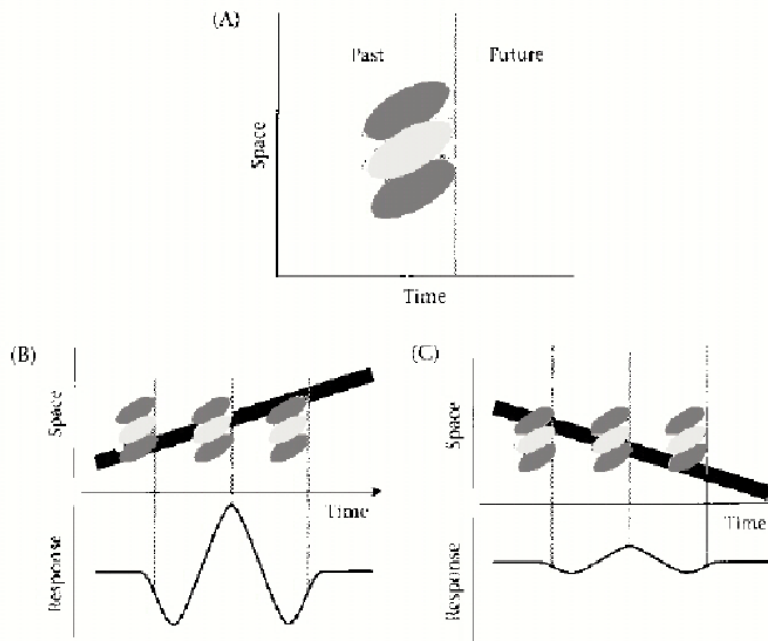 (A)
Past
Future
Space
Time
(B)
Space
Time
Response
(C)
Space
Time
Response